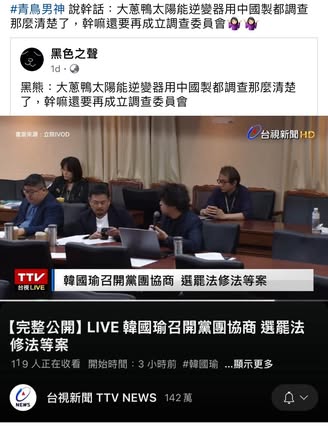 #青鳥男神 說幹話：大蔥鴨太陽能逆變器用中國製都調查
那麼清楚了，幹嘛還要再成立調查委員會🤷🏻‍♀️🤷🏻‍♀️
黑色之聲
1d
黑熊：大蔥鴨太陽能逆變器用中國製都調查那麼清楚
了，幹嘛還要再成立調查委員會
畫面來源：立院IVOD
台視新聞HD
TTV
台視LIVE
韓國瑜召開黨團協商 選罷法修法等案
【完整公開】LIVE 韓國瑜召開黨團協商 選罷法
修法等案
119 人正在收看 開始時間：3 小時前 #韓國瑜 ...顯示更多
台視新聞 TTV NEWS 142 萬